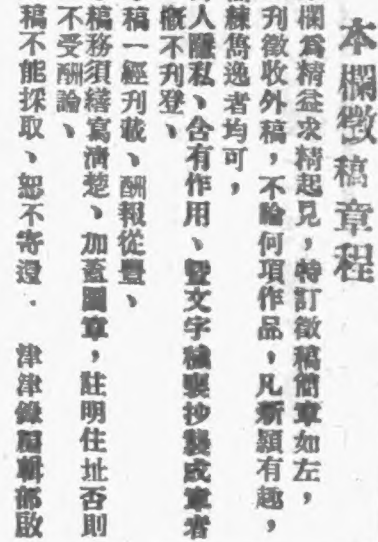 本欄徵稿章程
欄爲精益求精起見，特訂徵稿簡章如左，
刊徵收外稿，不論何項作品，凡新穎有趣，
練雋逸者均可，
人隱私、含有作用、暨文字穢褻抄襲成章者
槪不刊登、
稿一經刊載、酬報從豐、
稿務須繕寫清楚、加蓋圖章，註明住址否則
不受酬論、
稿不能採取、恕不寄還．津津錄編輯部啟